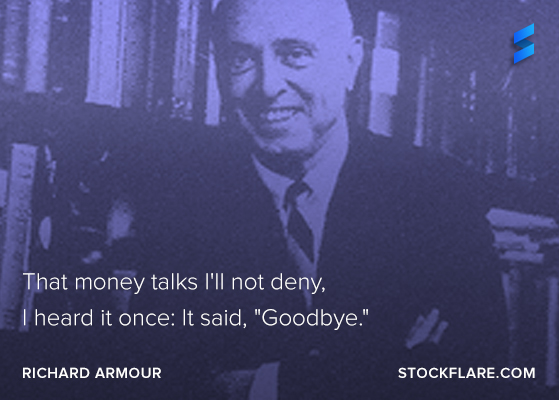 That money talks I'll not deny,
I heard it once: It said, "Goodbye."
RICHARD ARMOUR
STOCKFLARE.COM